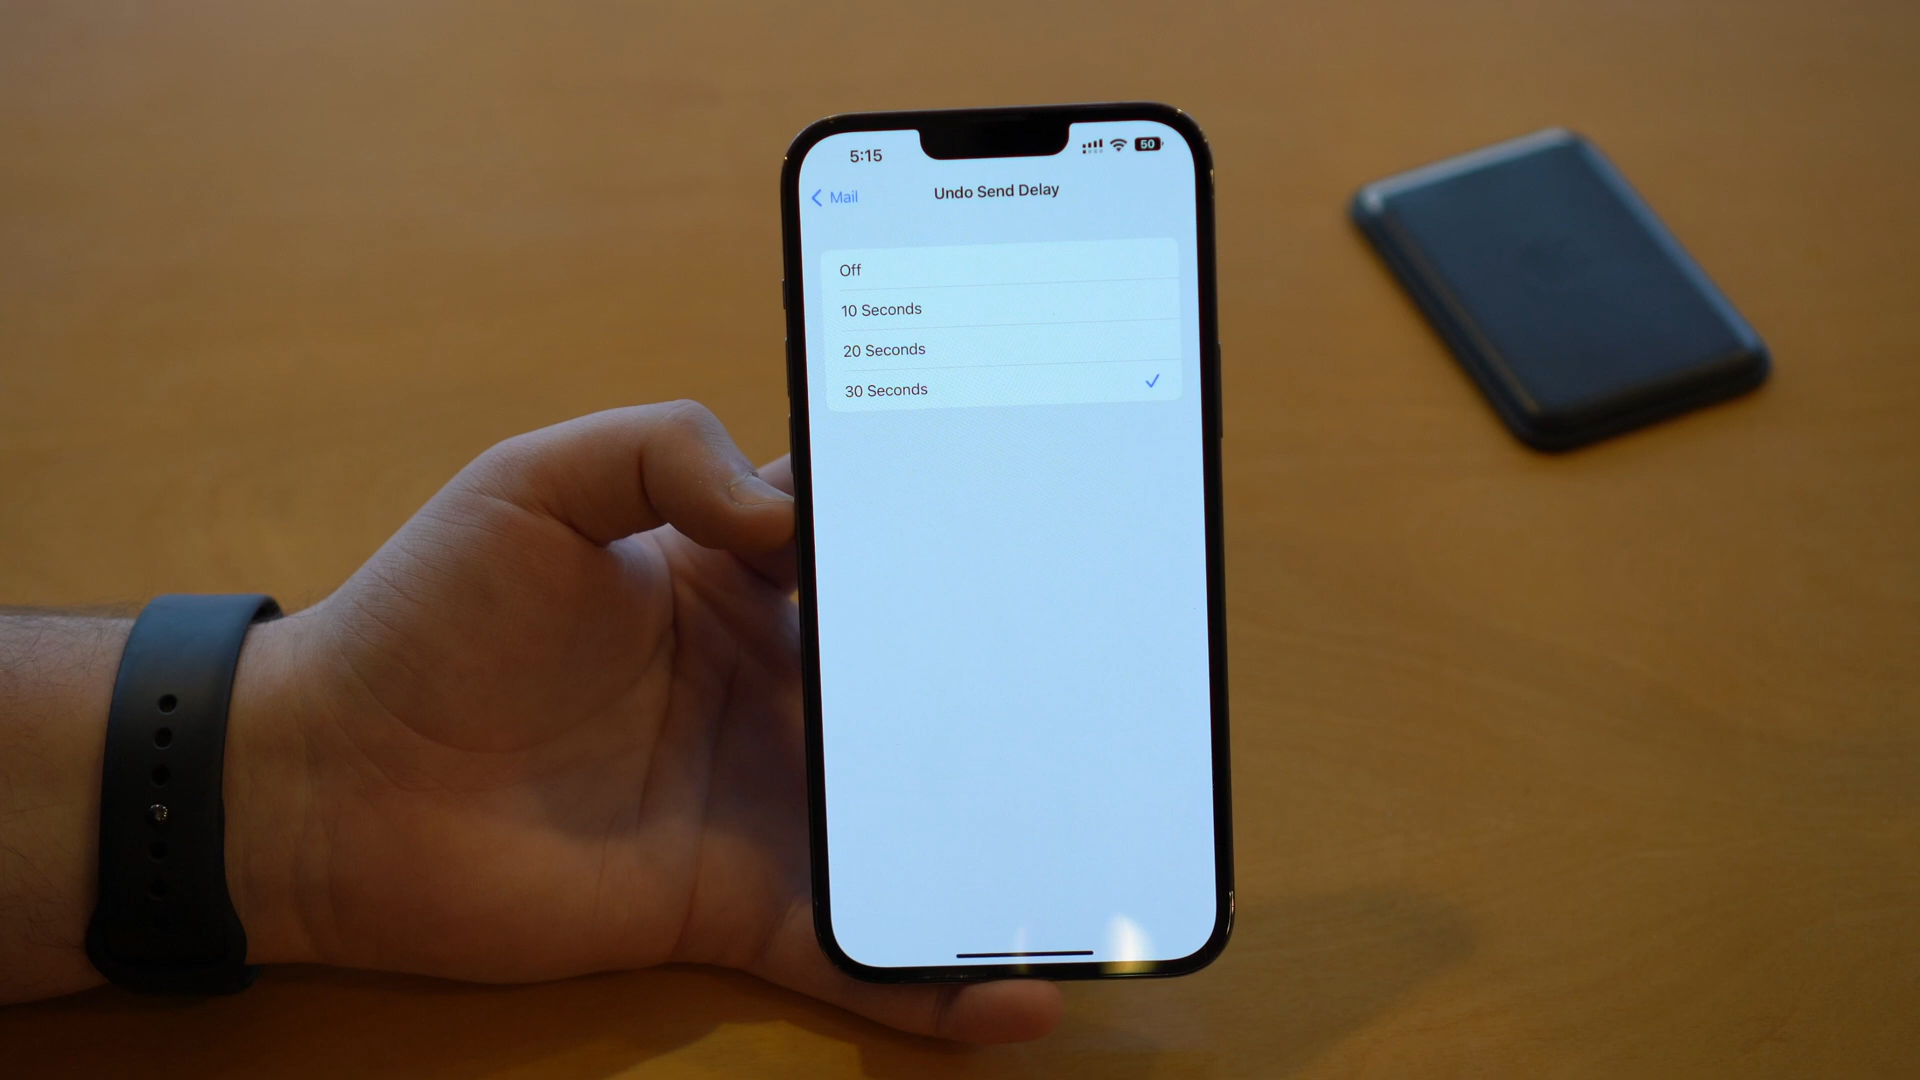 5:15
50
Mail
Undo Send Delay
Off
10 Seconds
20 Seconds
30 Seconds